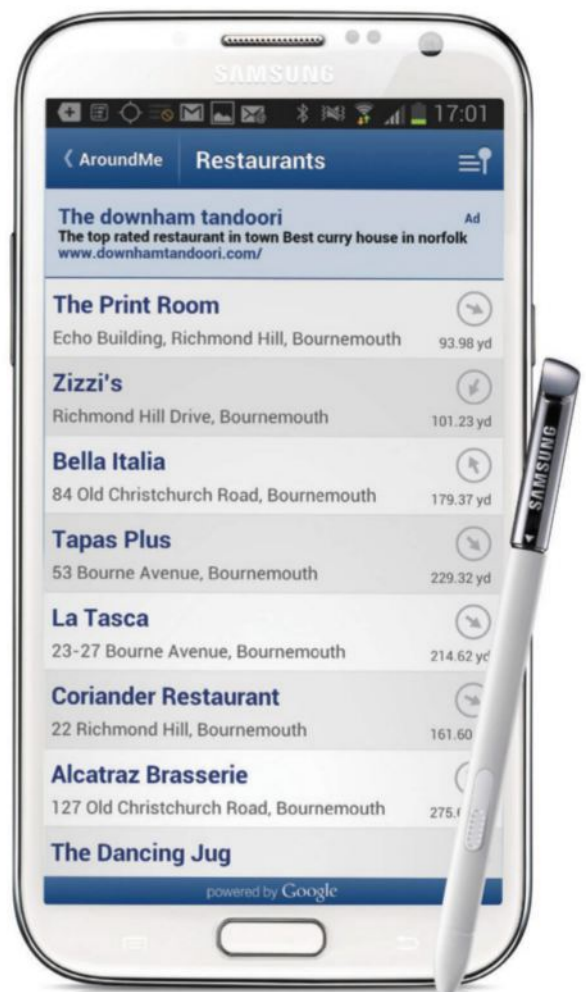 SAMSUNG
17:01
AroundMe
Restaurants
The downham tandoori
Ad
The top rated restaurant in town Best curry house in norfolk
www.downhamtandoori.com/
The Print Room
Echo Building, Richmond Hill, Bournemouth
93.98 yd
Zizzi's
Richmond Hill Drive, Bournemouth
101.23 yd
Bella Italia
84 Old Christchurch Road, Bournemouth
179.37 yd
Tapas Plus
53 Bourne Avenue, Bournemouth
229.32 yd
La Tasca
23-27 Bourne Avenue, Bournemouth
214.62 yd
Coriander Restaurant
22 Richmond Hill, Bournemouth
161.60
Alcatraz Brasserie
127 Old Christchurch Road, Bournemouth
The Dancing Jug
powered by Google
SAMSUNG